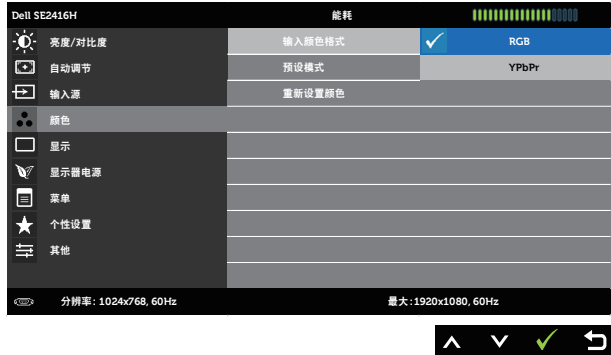 Dell SE2416H 能耗
亮度/对比度 输入颜色格式 RGB
自动调节 预设模式 YPbPr
输入源 重新设置颜色
颜色
显示
显示器电源
菜单
个性设置
其他
分辨率: 1024x768, 60Hz 最大:1920x1080, 60Hz